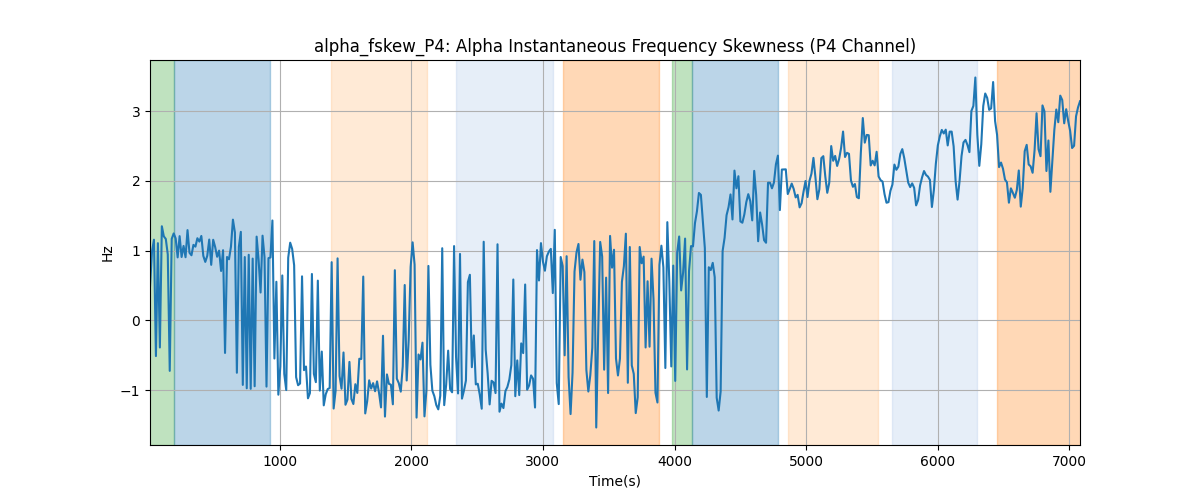 alpha_fskew_P4: Alpha Instantaneous Frequency Skewness (P4 Channel)
3
2
1
0
−1
Hz
1000 2000 3000 4000 5000 6000 7000
Time(s)